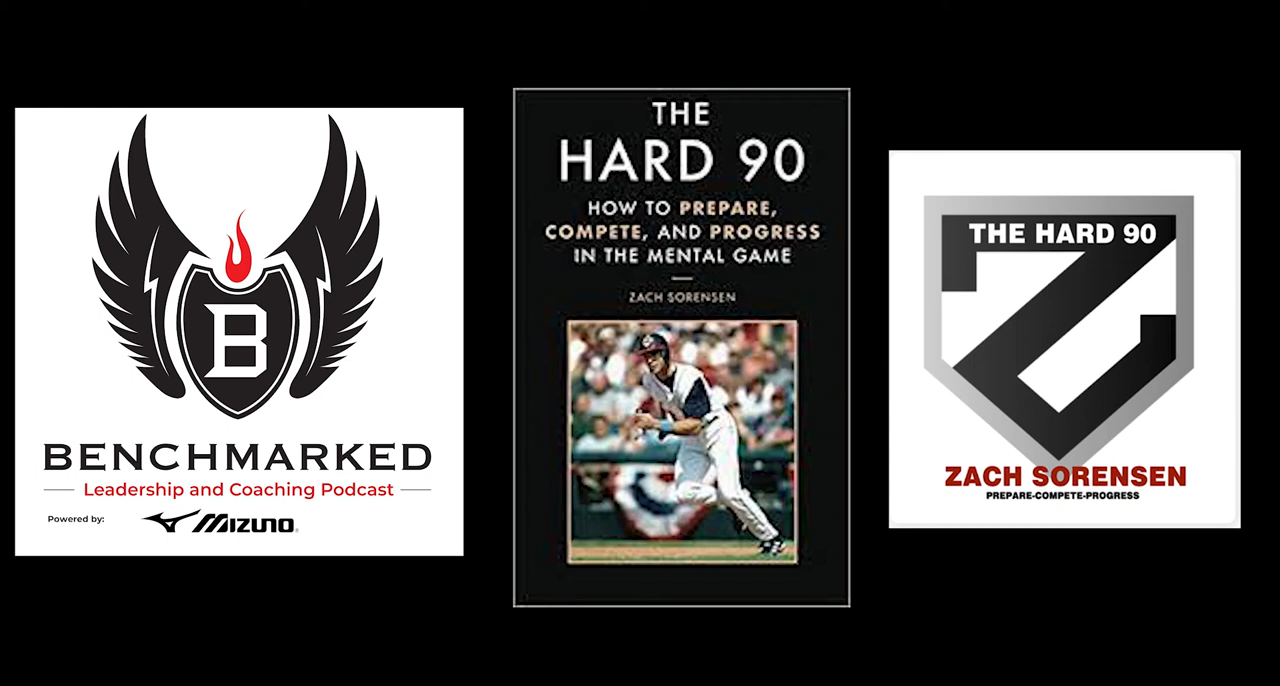 B
BENCHMARKED
Leadership and Coaching Podcast
Powered by:
MIZUNO
THE
HARD 90
HOW TO PREPARE,
COMPETE, AND PROGRESS
IN THE MENTAL GAME
ZACH SORENSEN
THE HARD 90
Z
ZACH SORENSEN
PREPARE-COMPETE-PROGRESS